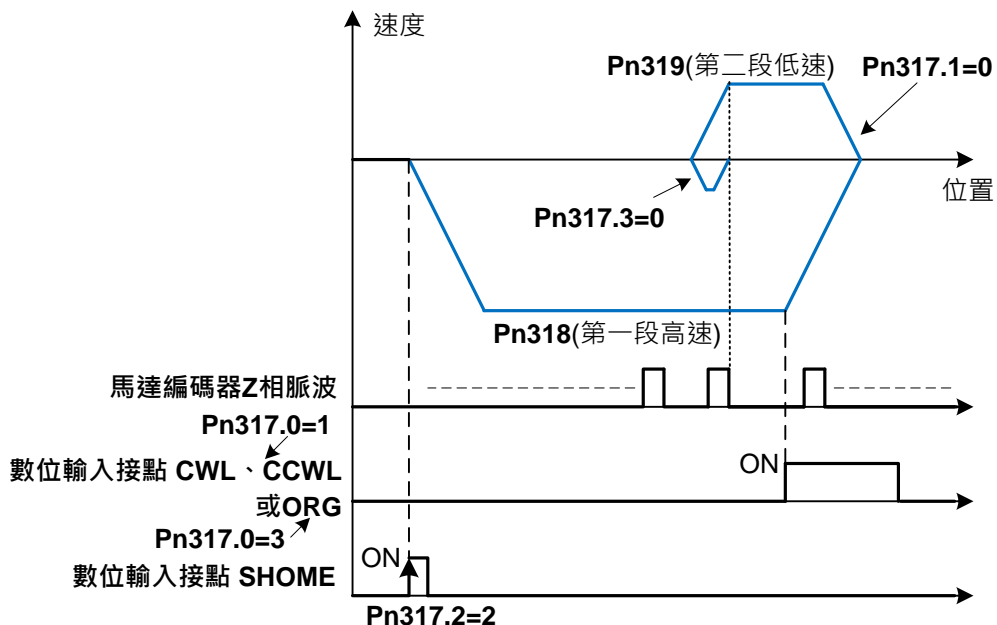 速度
Pn319(第二段低速)
Pn317.1=0
位置
Pn317.3=0
Pn318(第一段高速)
馬達編碼器Z相脈波
Pn317.0=1
數位輸入接點 CWL、CCWL
或ORG
ON
Pn317.0=3
ON
數位輸入接點 SHOME
Pn317.2=2